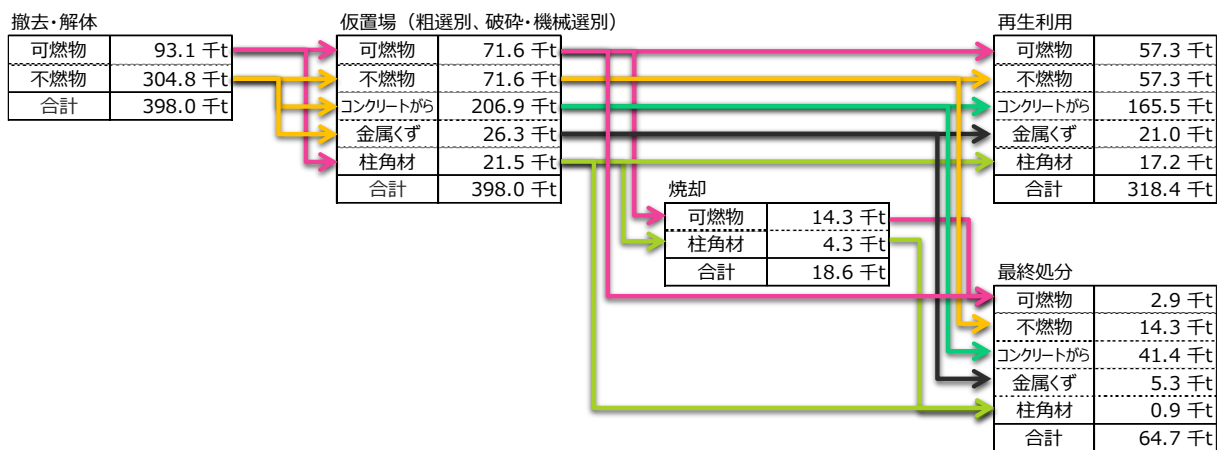 撤去・解体
可燃物 93.1 千t
不燃物 304.8 千t
合計 398.0 千t
仮置場（粗選別、破砕・機械選別）
可燃物 71.6 千t
不燃物 71.6 千t
コンクリートがら 206.9 千t
金属くず 26.3 千t
柱角材 21.5 千t
合計 398.0 千t
焼却
可燃物 14.3 千t
柱角材 4.3 千t
合計 18.6 千t
再生利用
可燃物 57.3 千t
不燃物 57.3 千t
コンクリートがら 165.5 千t
金属くず 21.0 千t
柱角材 17.2 千t
合計 318.4 千t
最終処分
可燃物 2.9 千t
不燃物 14.3 千t
コンクリートがら 41.4 千t
金属くず 5.3 千t
柱角材 0.9 千t
合計 64.7 千t